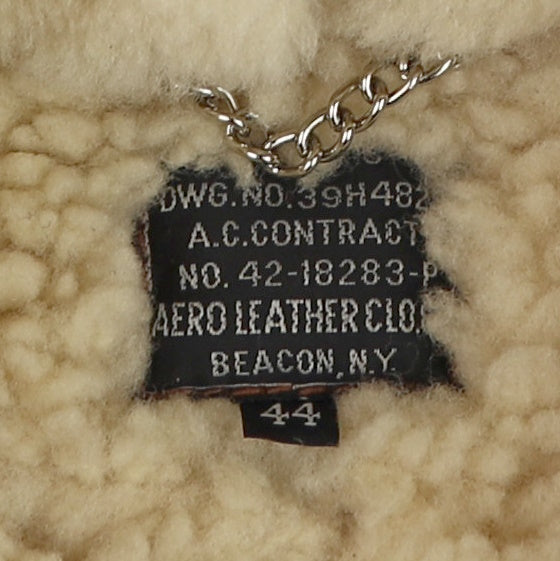 DWG.NO.39H482
A.C.CONTRACT
NO. 42-18283-P
AERO LEATHER CLO.
BEACON, N.Y.
44